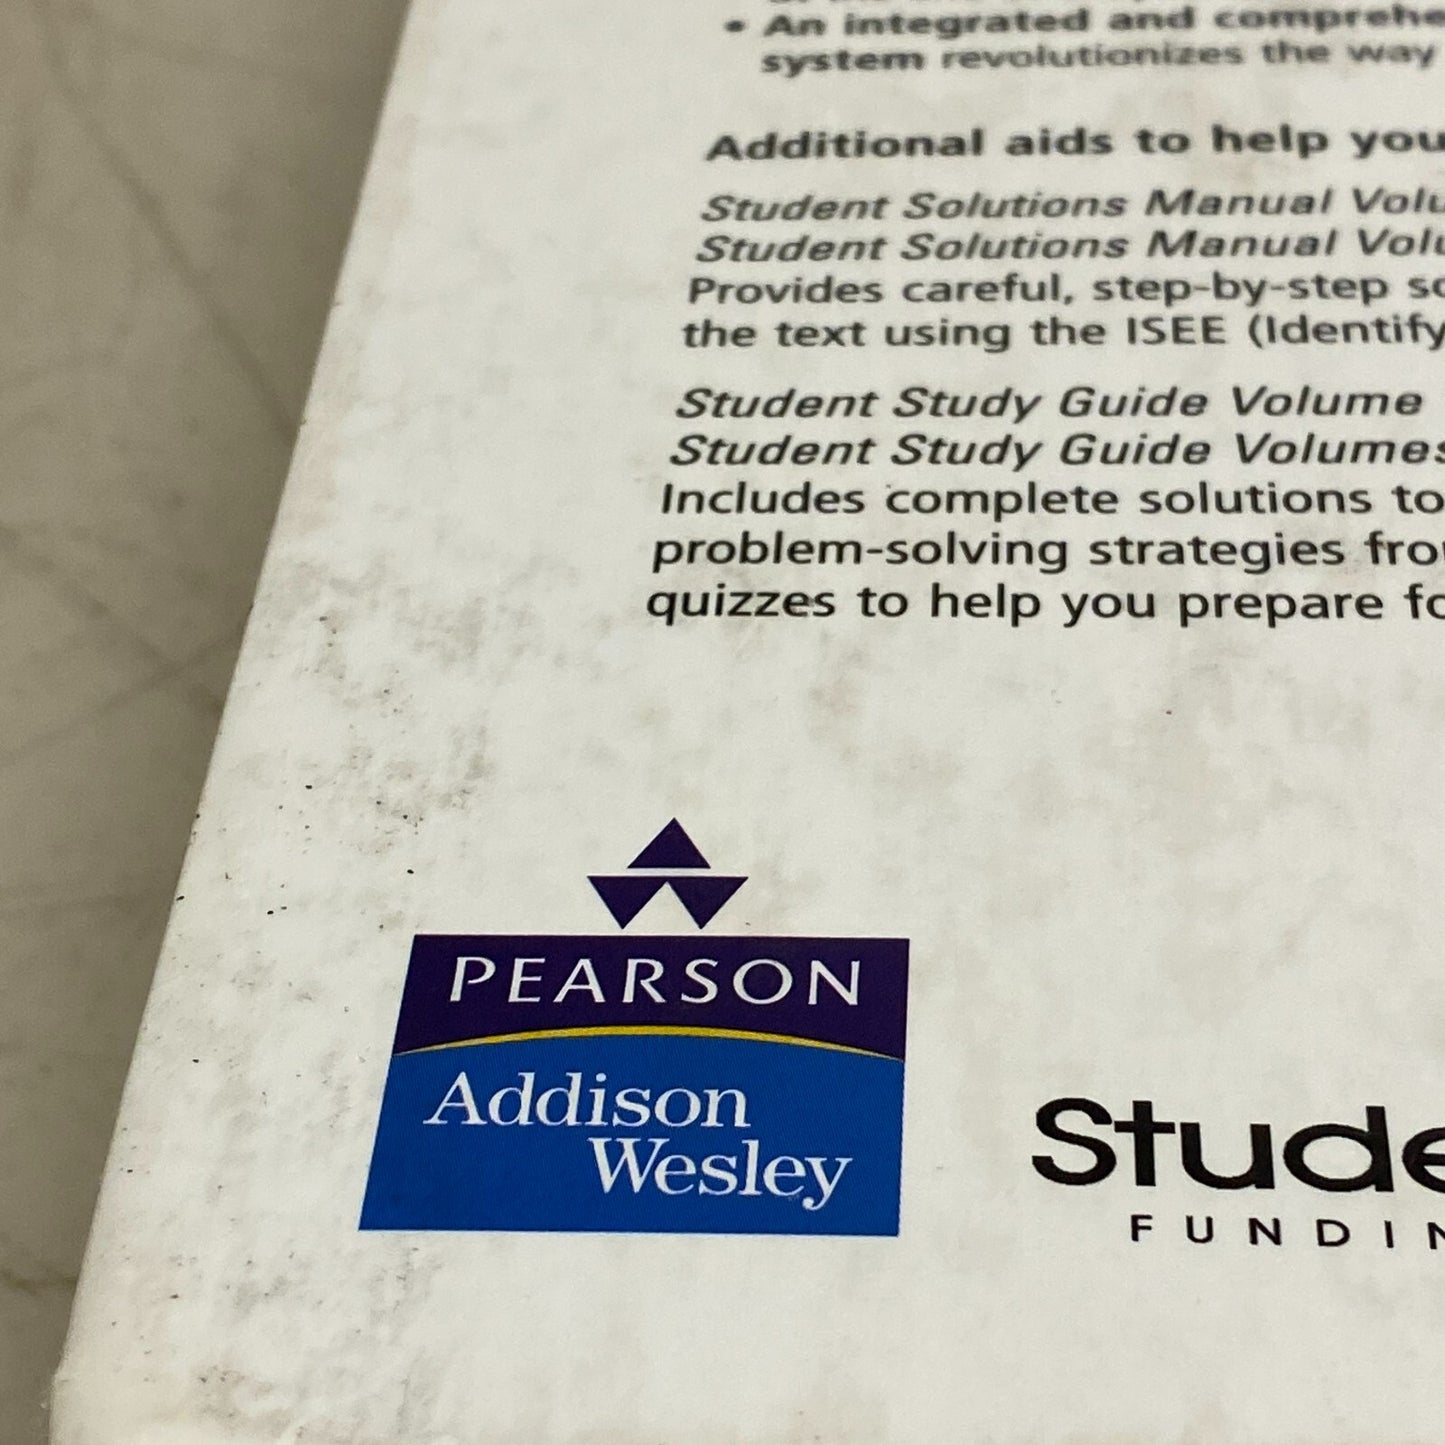 • An integrated and comprehe
system revolutionizes the way
Additional aids to help you
Student Solutions Manual Volu
Student Solutions Manual Volu
Provides careful, step-by-step so
the text using the ISEE (Identify
Student Study Guide Volume
Student Study Guide Volumes
Includes complete solutions to
problem-solving strategies fro
quizzes to help you prepare fo
PEARSON
Addison
Wesley
Stude
FUNDIN